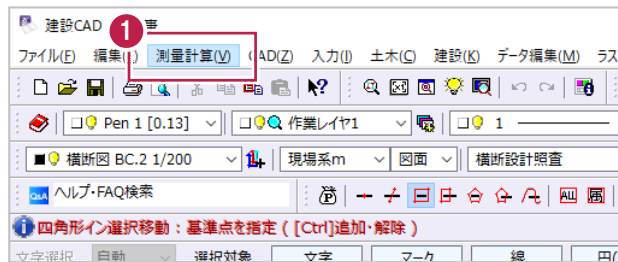 建設CAD 事
1
ファイル(F) 編集( ) 測量計算(V) AD(Z) 入力(I) 土木(C) 建設(K) データ編集(M) ラス
Pen 1 [0.13] 作業レイヤ1 1
横断図 BC.2 1/200 現場系m 図面 横断設計照査
Q&A ヘルプ・FAQ検索 ALL
四角形イン選択移動：基準点を指定 ( [Ctrl]追加・解除 )
文字選択 自動 選択対象 文字 マーク 線 円(